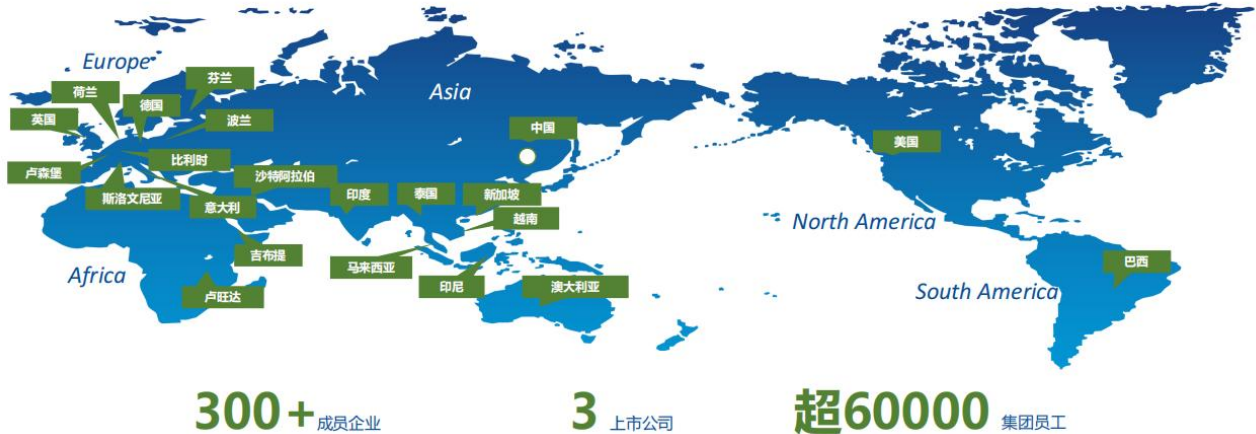 Europe
芬兰
荷兰
德国
Asia
英国
波兰
中国
美国
比利时
卢森堡
沙特阿拉伯
斯洛文尼亚
意大利
印度
泰国
新加坡
越南
North America
吉布提
马来西亚
Africa
巴西
卢旺达
印尼
澳大利亚
South America
300+成员企业
3 上市公司
超60000 集团员工